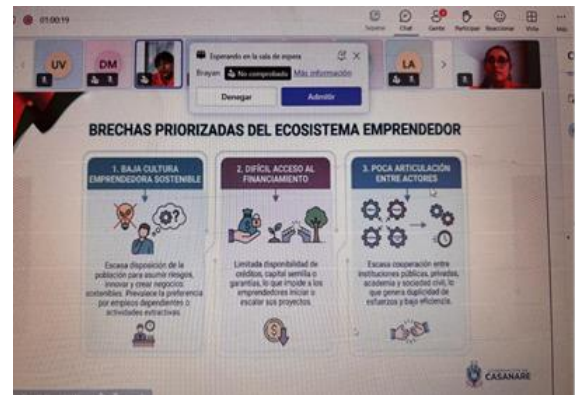 01:00:19
Chat Gente Participar Reaccionar Vista
UV DM LA
Esperando en la sala de espera
Brayan No comprobado Más información
Denegar Admitir
BRECHAS PRIORIZADAS DEL ECOSISTEMA EMPRENDEDOR
1. BAJA CULTURA
EMPRENDEDORA SOSTENIBLE
Escasa disposición de la
población para asumir riesgos,
innovar y crear negocios
sostenibles. Prevalece la preferencia
por empleos dependientes o
actividades extractivas.
2. DIFÍCIL ACCESO AL
FINANCIAMIENTO
Limitada disponibilidad de
créditos, capital semilla o
garantías, lo que impide a los
emprendedores iniciar o
escalar sus proyectos.
3. POCA ARTICULACIÓN
ENTRE ACTORES
Escasa cooperación entre
instituciones públicas, privadas,
academia y sociedad civil, lo
que genera duplicidad de
esfuerzos y baja eficiencia.
CASANARE